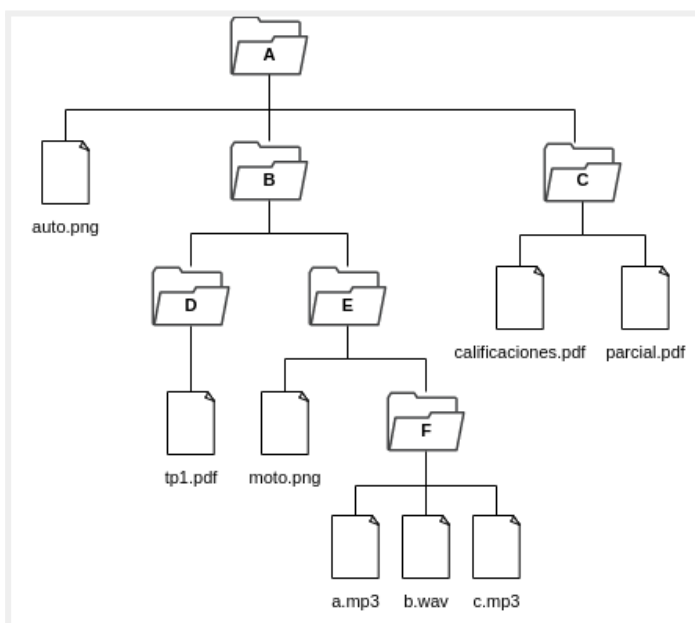 A
auto.png
B
C
D
E
calificaciones.pdf
parcial.pdf
tp1.pdf
moto.png
F
a.mp3
b.wav
c.mp3